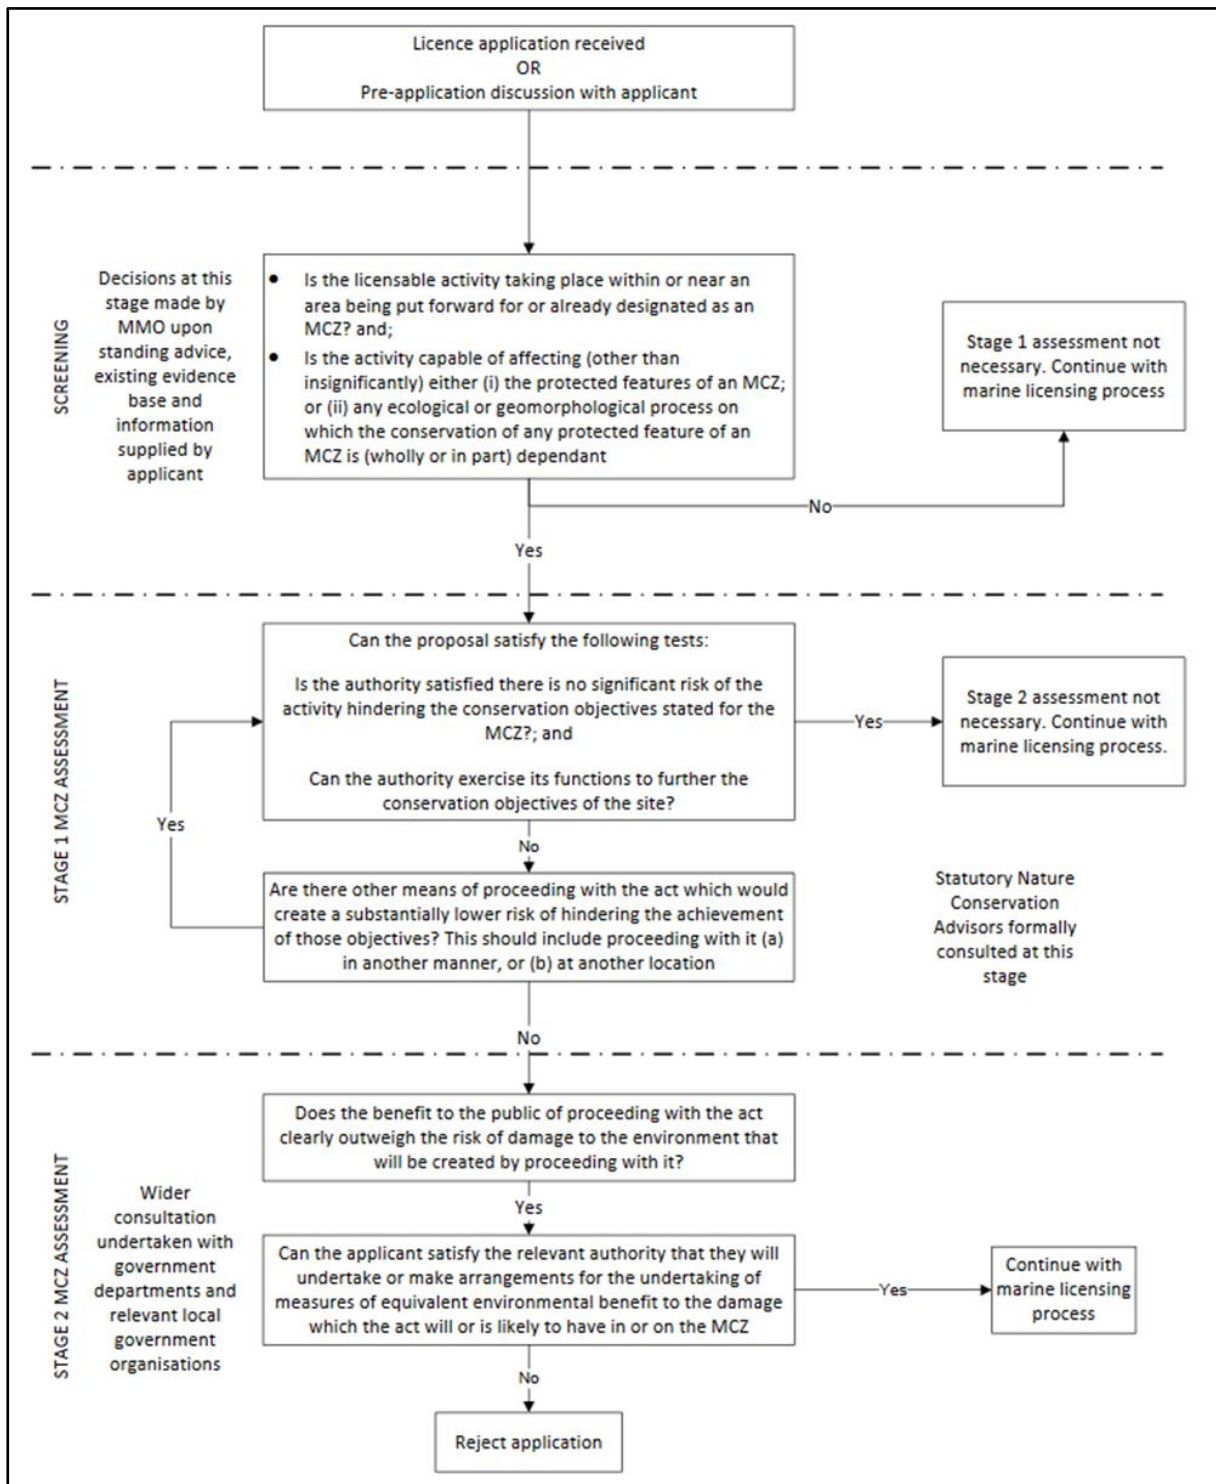 Licence application received
OR
Pre-application discussion with applicant
SCREENING
Decisions at this
stage made by
MMO upon
standing advice,
existing evidence
base and
information
supplied by
applicant
● Is the licensable activity taking place within or near an
area being put forward for or already designated as an
MCZ? and;
● Is the activity capable of affecting (other than
insignificantly) either (i) the protected features of an MCZ;
or (ii) any ecological or geomorphological process on
which the conservation of any protected feature of an
MCZ is (wholly or in part) dependant
Stage 1 assessment not
necessary. Continue with
marine licensing process
No
Yes
STAGE 1 MCZ ASSESSMENT
Can the proposal satisfy the following tests:
Is the authority satisfied there is no significant risk of the
activity hindering the conservation objectives stated for the
MCZ?; and
Can the authority exercise its functions to further the
conservation objectives of the site?
Yes
Stage 2 assessment not
necessary. Continue with
marine licensing process.
Yes
No
Are there other means of proceeding with the act which would
create a substantially lower risk of hindering the achievement
of those objectives? This should include proceeding with it (a)
in another manner, or (b) at another location
Statutory Nature
Conservation
Advisors formally
consulted at this
stage
No
STAGE 2 MCZ ASSESSMENT
Wider
consultation
undertaken with
government
departments and
relevant local
government
organisations
Does the benefit to the public of proceeding with the act
clearly outweigh the risk of damage to the environment that
will be created by proceeding with it?
Yes
Can the applicant satisfy the relevant authority that they will
undertake or make arrangements for the undertaking of
measures of equivalent environmental benefit to the damage
which the act will or is likely to have in or on the MCZ
Yes
Continue with
marine licensing
process
No
Reject application